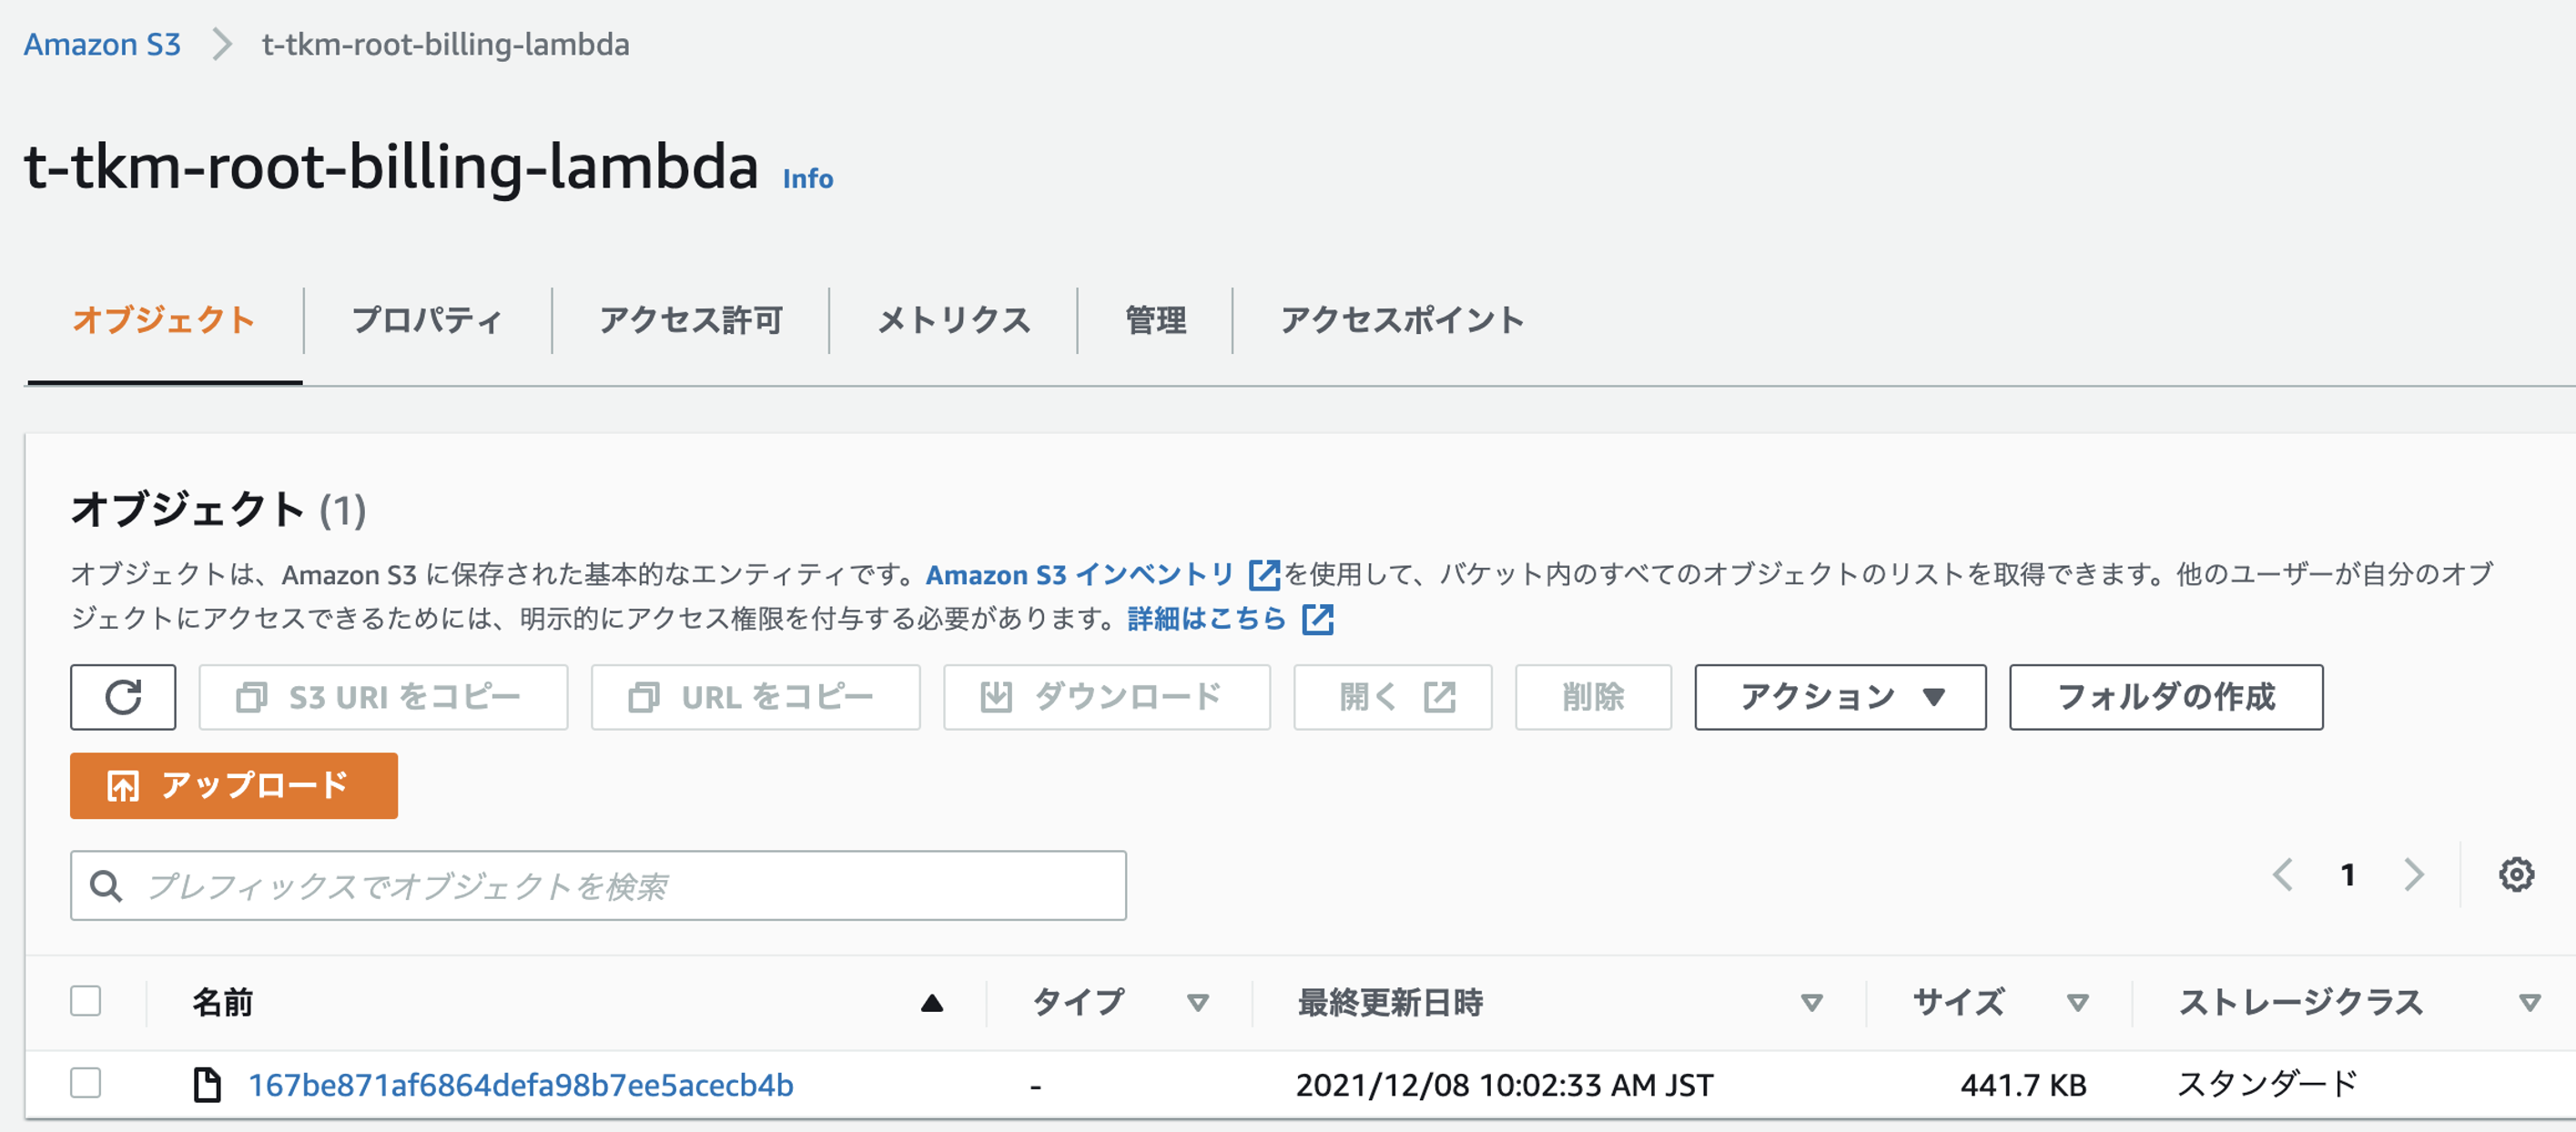 Amazon S3 > t-tkm-root-billing-lambda
t-tkm-root-billing-lambda Info
オブジェクト プロパティ アクセス許可 メトリクス 管理 アクセスポイント
オブジェクト (1)
オブジェクトは、Amazon S3 に保存された基本的なエンティティです。Amazon S3 インベントリ を使用して、バケット内のすべてのオブジェクトのリストを取得できます。他のユーザーが自分のオブ
ジェクトにアクセスできるためには、明示的にアクセス権限を付与する必要があります。詳細はこちら
S3 URI をコピー URL をコピー ダウンロード 開く 削除 アクション フォルダの作成
アップロード
プレフィックスでオブジェクトを検索 1
名前 タイプ 最終更新日時 サイズ ストレージクラス
167be871af6864defa98b7ee5acecb4b - 2021/12/08 10:02:33 AM JST 441.7 KB スタンダード